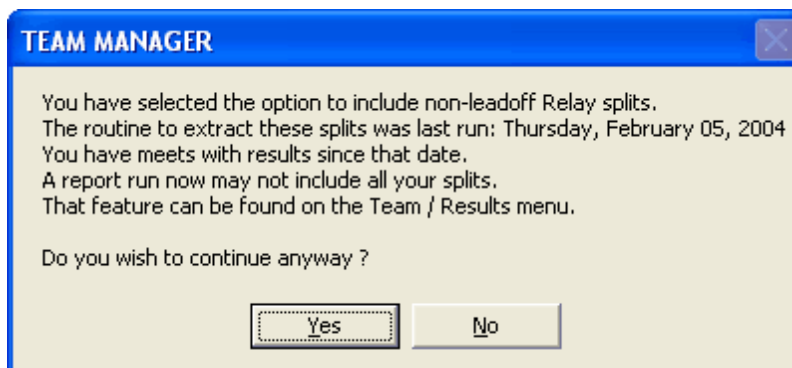 TEAM MANAGER
You have selected the option to include non-leadoff Relay splits.
The routine to extract these splits was last run: Thursday, February 05, 2004
You have meets with results since that date.
A report run now may not include all your splits.
That feature can be found on the Team / Results menu.
Do you wish to continue anyway ?
Yes No